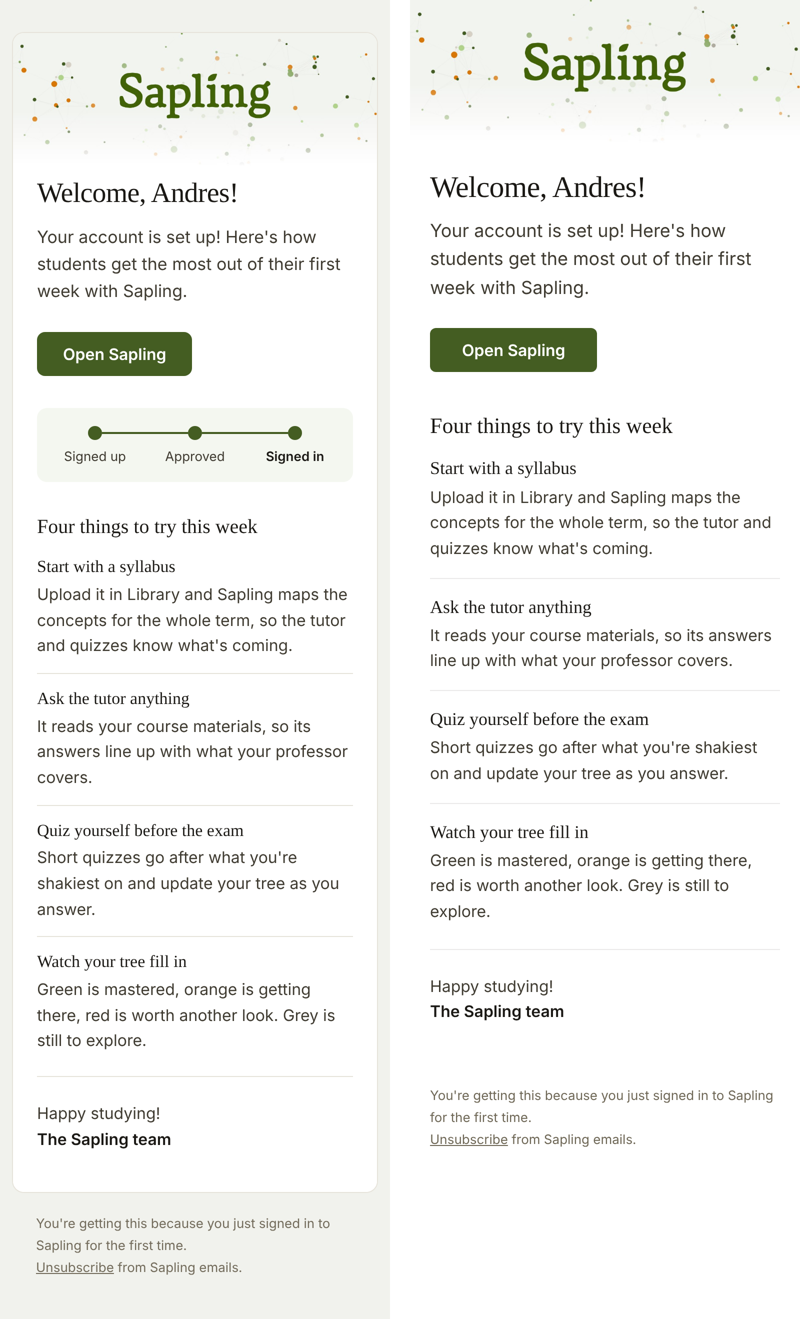 Sapling
Welcome, Andres!
Your account is set up! Here's how
students get the most out of their first
week with Sapling.
Open Sapling
Signed up
Approved
Signed in
Four things to try this week
Start with a syllabus
Upload it in Library and Sapling maps the
concepts for the whole term, so the tutor
and quizzes know what's coming.
Ask the tutor anything
It reads your course materials, so its
answers line up with what your professor
covers.
Quiz yourself before the exam
Short quizzes go after what you're
shakiest on and update your tree as you
answer.
Watch your tree fill in
Green is mastered, orange is getting
there, red is worth another look. Grey is
still to explore.
Happy studying!
The Sapling team
You're getting this because you just signed in to
Sapling for the first time.
Unsubscribe from Sapling emails.
Sapling
Welcome, Andres!
Your account is set up! Here's how
students get the most out of their first
week with Sapling.
Open Sapling
Four things to try this week
Start with a syllabus
Upload it in Library and Sapling maps the
concepts for the whole term, so the tutor and
quizzes know what's coming.
Ask the tutor anything
It reads your course materials, so its answers
line up with what your professor covers.
Quiz yourself before the exam
Short quizzes go after what you're shakiest
on and update your tree as you answer.
Watch your tree fill in
Green is mastered, orange is getting there,
red is worth another look. Grey is still to
explore.
Happy studying!
The Sapling team
You're getting this because you just signed in to Sapling
for the first time.
Unsubscribe from Sapling emails.